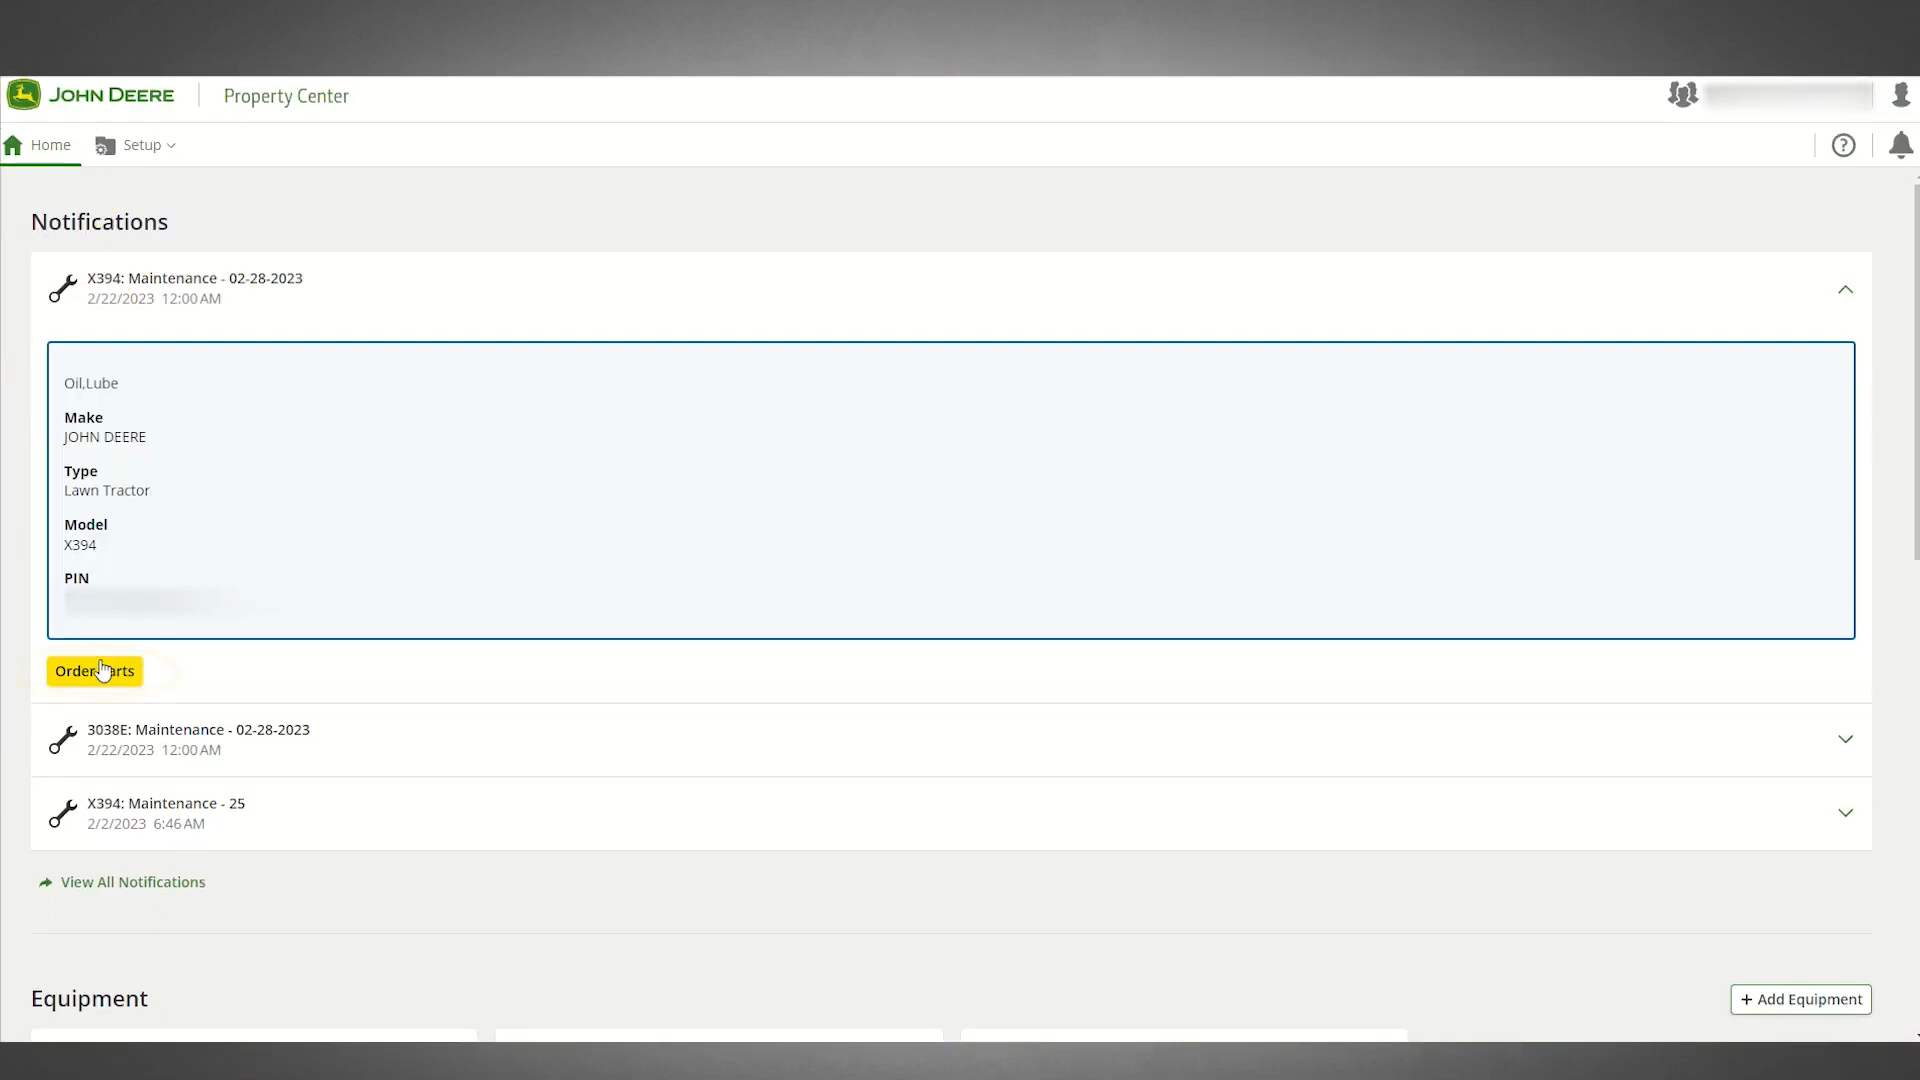 JOHN DEERE
Property Center
Home
Setup
Notifications
X394: Maintenance - 02-28-2023
2/22/2023 12:00 AM
Oil,Lube
Make
JOHN DEERE
Type
Lawn Tractor
Model
X394
PIN
Order
3038E: Maintenance - 02-28-2023
2/22/2023 12:00 AM
X394: Maintenance - 25
2/2/2023 6:46 AM
View All Notifications
Equipment
+ Add Equipment